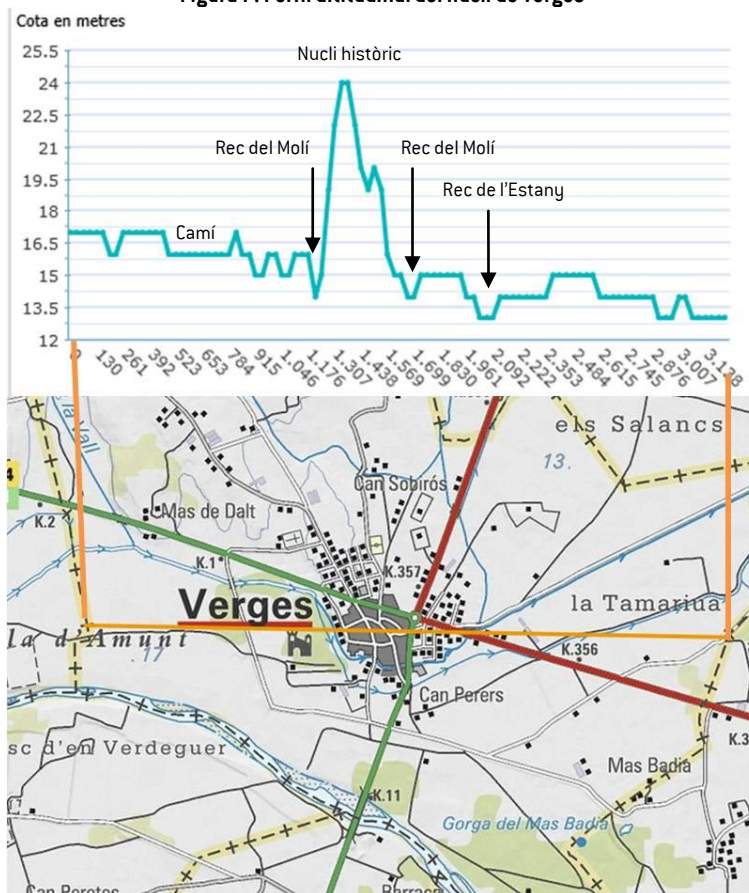 Cota en metres
25.5
24
22.5
21
19.5
18
16.5
15
13.5
12
Nucli històric
Rec del Molí
Rec del Molí
Rec de l'Estany
Camí
0 130 261 392 523 653 784 915 1.046 1.176 1.307 1.438 1.569 1.699 1.830 1.961 2.092 2.222 2.353 2.484 2.615 2.745 2.876 3.007 3.138
la Vall
els Salancs
13.
Can Sobirós
4
K.2
Mas de Dalt
K.1
K.357
Verges
la Tamariua
la d'Amunt
17
K.356
Can Perers
sc d'en Verdeguer
K.3
Mas Badia
K.11
Gorga del Mas Badia